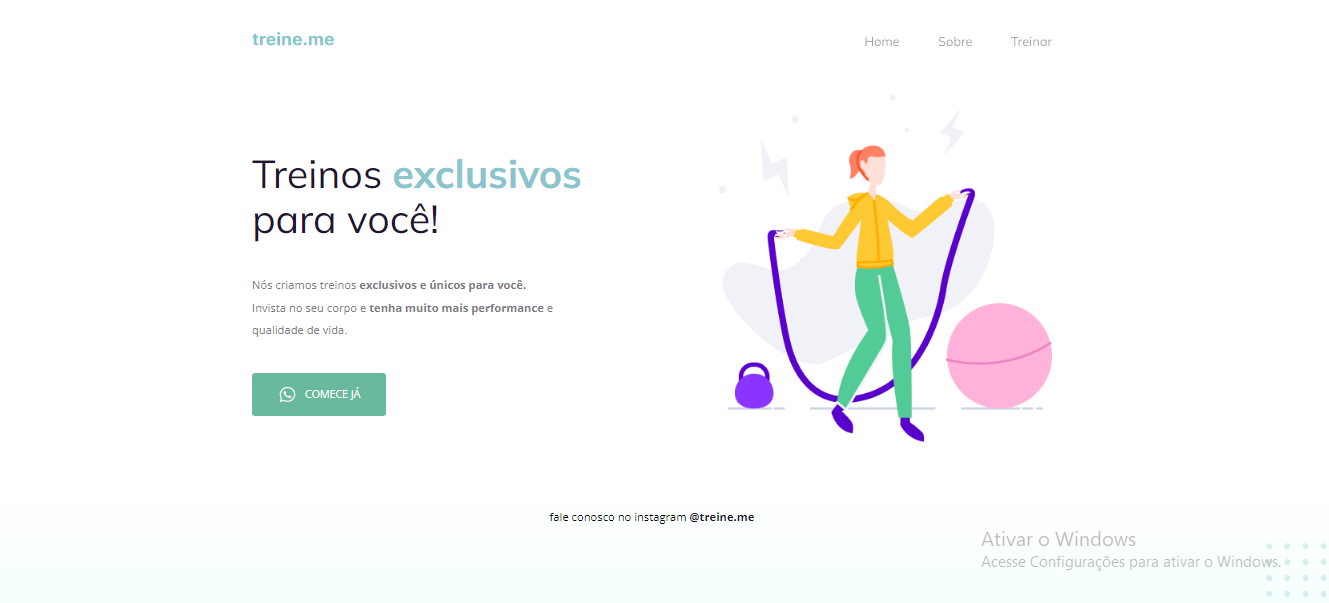 treine.me
Home
Sobre
Treinar
Treinos exclusivos
para você!
Nós criamos treinos exclusivos e únicos para você.
Invista no seu corpo e tenha muito mais performance e
qualidade de vida.
COMECE JÁ
fale conosco no instagram @treine.me
Ativar o Windows
Acesse Configurações para ativar o Windows.